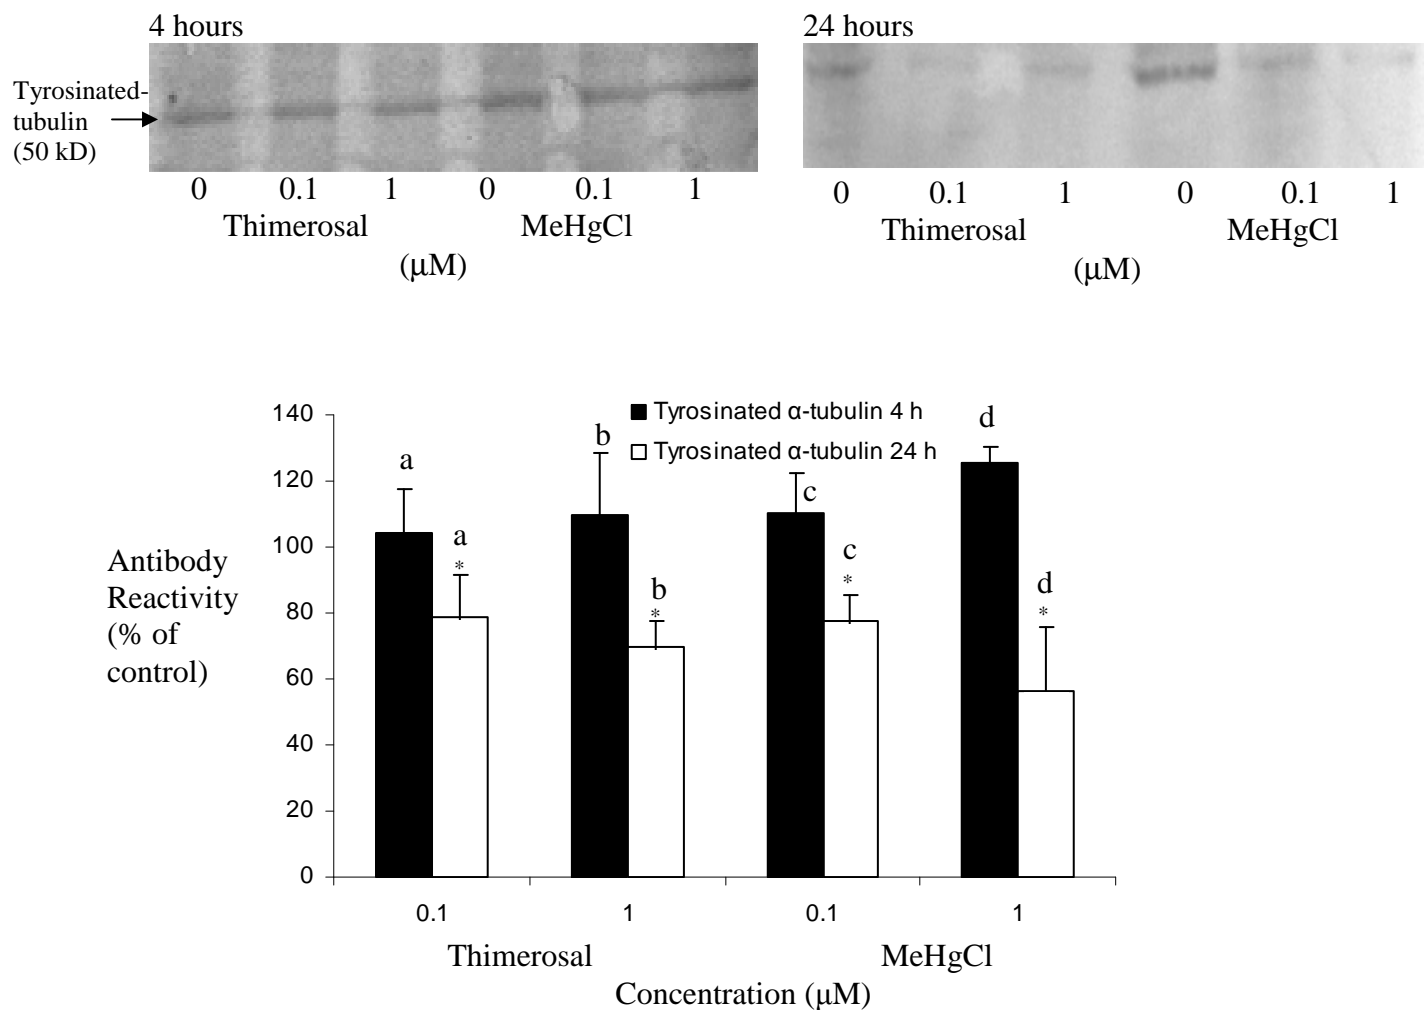 4 hours
24 hours
Tyrosinated-
tubulin
(50 kD)
0 0.1 1 0 0.1 1
Thimerosal MeHgCl
(μM)
0 0.1 1 0 0.1 1
Thimerosal MeHgCl
(μM)
Tyrosinated α-tubulin 4 h
Tyrosinated α-tubulin 24 h
Antibody
Reactivity
(% of
control)
140
120
100
80
60
40
20
0
a
a
*
b
b
*
c
c
*
d
d
*
0.1 1 0.1 1
Thimerosal MeHgCl
Concentration (μM)